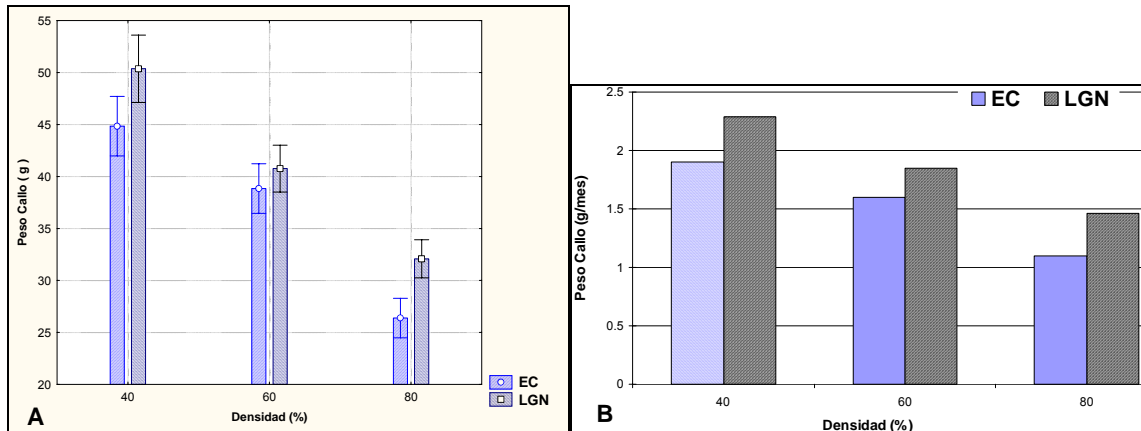 55
50
45
40
35
30
25
20
Peso Callo ( g )
40
60
80
Densidad (%)
EC
LGN
A
EC
LGN
2.5
2
1.5
1
0.5
0
Peso Callo (g/mes)
40
60
80
Densidad (%)
B